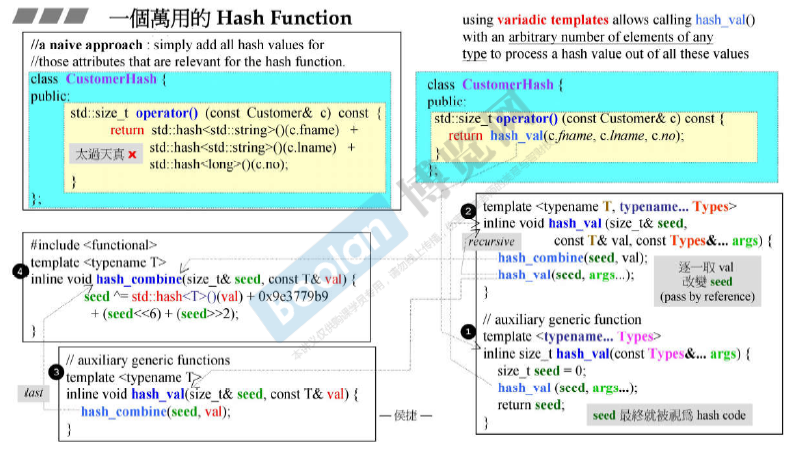 一個萬用的 Hash Function
using variadic templates allows calling hash_val()
with an arbitrary number of elements of any
type to process a hash value out of all these values
//a naive approach : simply add all hash values for
//those attributes that are relevant for the hash function.
class CustomerHash {
public:
std::size_t operator() (const Customer& c) const {
return std::hash<std::string>()(c.fname) +
std::hash<std::string>()(c.lname) +
std::hash<long>()(c.no);
}
};
太過天真
class CustomerHash {
public:
std::size_t operator() (const Customer& c) const {
return hash_val(c.fname, c.lname, c.no);
}
};
❷
template <typename T, typename... Types>
inline void hash_val (size_t& seed,
const T& val, const Types&... args) {
hash_combine(seed, val);
hash_val(seed, args...);
}
recursive
逐一取 val
改變 seed
(pass by reference)
❶
// auxiliary generic function
template <typename... Types>
inline size_t hash_val(const Types&... args) {
size_t seed = 0;
hash_val (seed, args...);
return seed;
}
seed 最終就被視為 hash code
❹
#include <functional>
template <typename T>
inline void hash_combine(size_t& seed, const T& val) {
seed ^= std::hash<T>()(val) + 0x9e3779b9
+ (seed<<6) + (seed>>2);
}
❸
// auxiliary generic functions
template <typename T>
inline void hash_val(size_t& seed, const T& val) {
hash_combine(seed, val);
}
last
— 侯捷 —
boolan
博览网